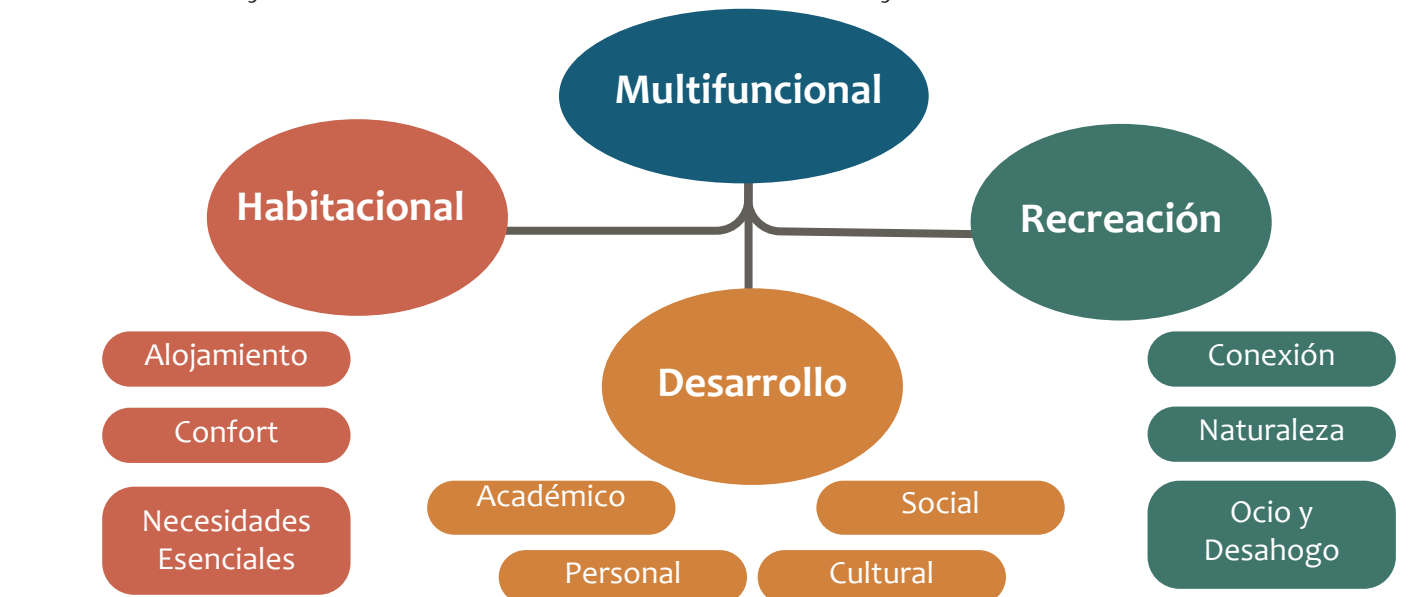 Multifuncional
Habitacional
Recreación
Desarrollo
Alojamiento
Confort
Necesidades
Esenciales
Académico
Social
Personal
Cultural
Conexión
Naturaleza
Ocio y
Desahogo